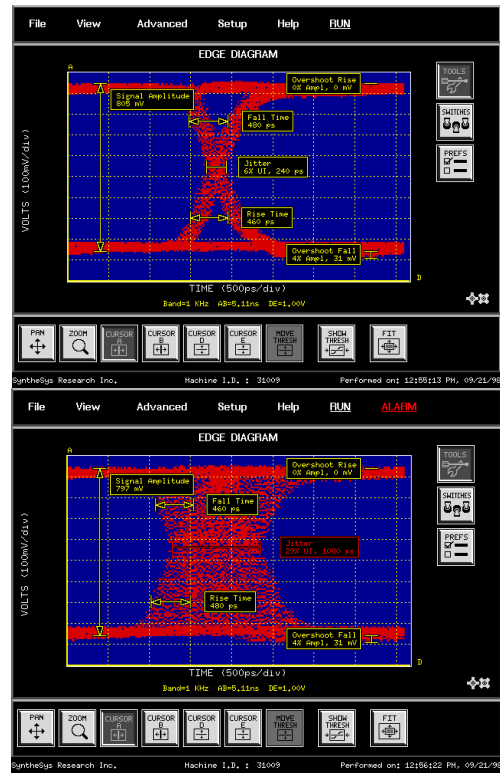 File View Advanced Setup Help RUN
EDGE DIAGRAM
A
Signal Amplitude
805 mV
Overshoot Rise
0% Ampl, 0 mV
Fall Time
480 ps
Jitter
6% UI, 240 ps
Rise Time
460 ps
Overshoot Fall
4% Ampl, 31 mV
VOLTS (100mV/div)
D
TIME (500ps/div)
Band=1 KHz AB=5.11ns DE=1.00V
TOOLS
SWITCHES
PREFS
PAN
ZOOM
CURSOR A
CURSOR B
CURSOR D
CURSOR E
MOVE THRESH
SHOW THRESH
FIT
SyntheSys Research Inc. Machine I.D. : 31009 Performed on: 12:55:13 PM, 09/21/98
File View Advanced Setup Help RUN ALARM
EDGE DIAGRAM
A
Signal Amplitude
797 mV
Overshoot Rise
0% Ampl, 0 mV
Fall Time
460 ps
Jitter
29% UI, 1080 ps
Rise Time
480 ps
Overshoot Fall
4% Ampl, 31 mV
VOLTS (100mV/div)
D
TIME (500ps/div)
Band=1 KHz AB=5.11ns DE=1.00V
TOOLS
SWITCHES
PREFS
PAN
ZOOM
CURSOR A
CURSOR B
CURSOR D
CURSOR E
MOVE THRESH
SHOW THRESH
FIT
SyntheSys Research Inc. Machine I.D. : 31009 Performed on: 12:56:22 PM, 09/21/98